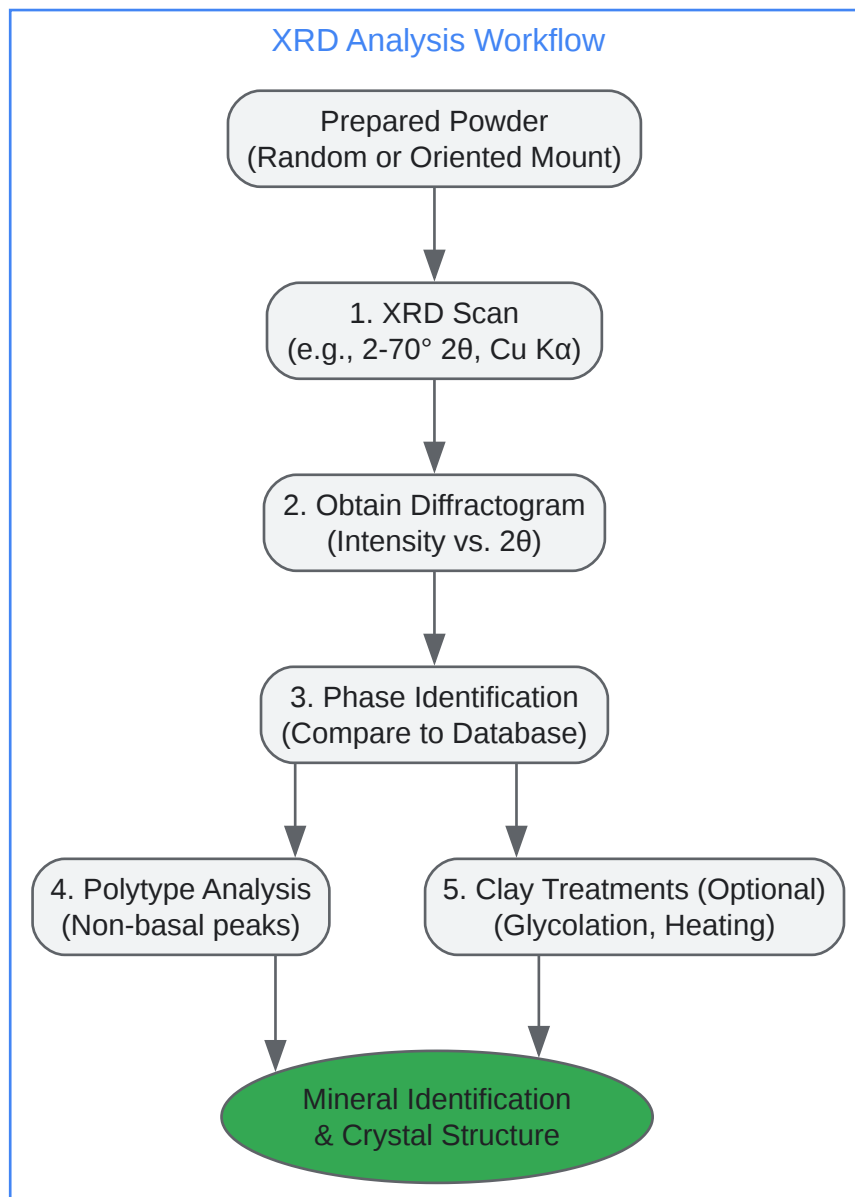 XRD Analysis Workflow
Prepared Powder
(Random or Oriented Mount)
1. XRD Scan
(e.g., 2-70° 2θ, Cu Kα)
2. Obtain Diffractogram
(Intensity vs. 2θ)
3. Phase Identification
(Compare to Database)
4. Polytype Analysis
(Non-basal peaks)
5. Clay Treatments (Optional)
(Glycolation, Heating)
Mineral Identification
& Crystal Structure